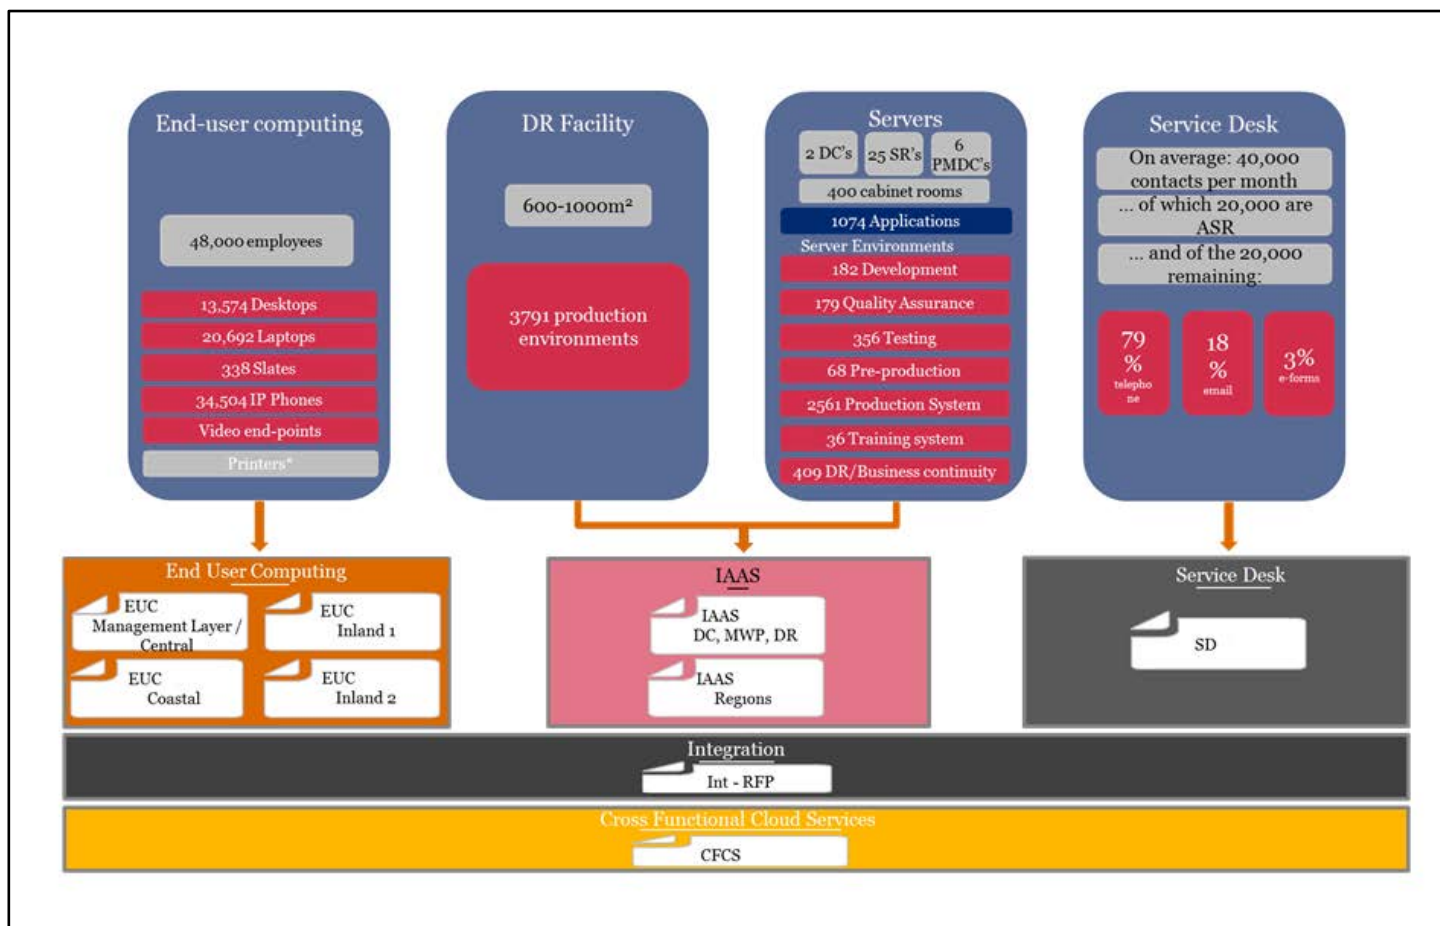 End-user computing
48,000 employees
13,574 Desktops
20,692 Laptops
338 Slates
34,504 IP Phones
Video end-points
Printers*
DR Facility
600-1000m²
3791 production
environments
Servers
2 DC's
25 SR's
6
PMDC's
400 cabinet rooms
1074 Applications
Server Environments
182 Development
179 Quality Assurance
356 Testing
68 Pre-production
2561 Production System
36 Training system
409 DR/Business continuity
Service Desk
On average: 40,000
contacts per month
... of which 20,000 are
ASR
... and of the 20,000
remaining:
79
%
telepho
ne
18
%
email
3%
e-forms
End User Computing
EUC
Management Layer /
Central
EUC
Inland 1
EUC
Coastal
EUC
Inland 2
IAAS
IAAS
DC, MWP, DR
IAAS
Regions
Service Desk
SD
Integration
Int - RFP
Cross Functional Cloud Services
CFCS